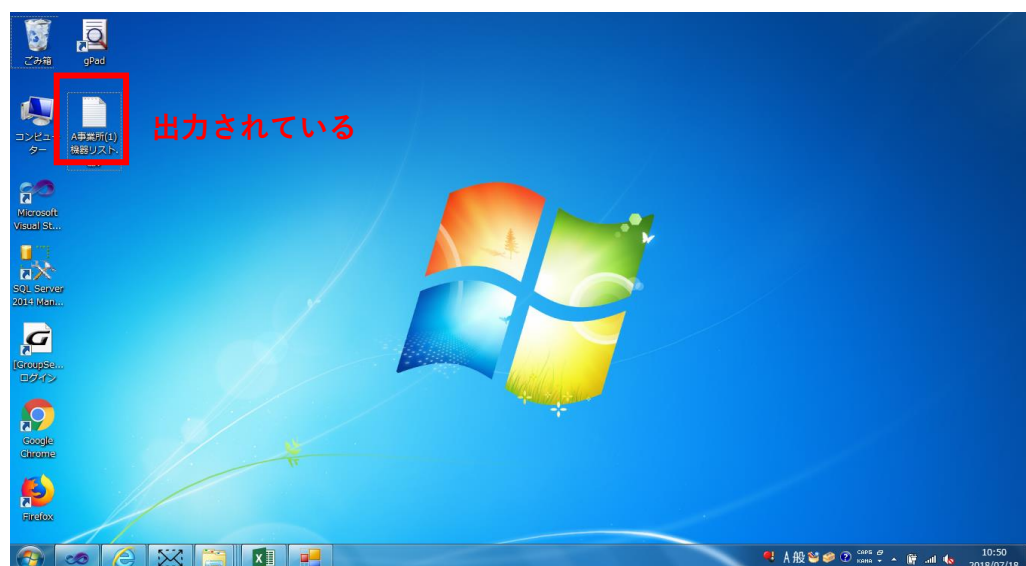 ごみ箱
gPad
コンピュー
ター
A事業所(1)
機器リスト.
出力されている
Microsoft
Visual St...
SQL Server
2014 Man...
[GroupSe...
ログイン
Google
Chrome
Firefox
A 般
CAPS
KANA
10:50
2018/07/18